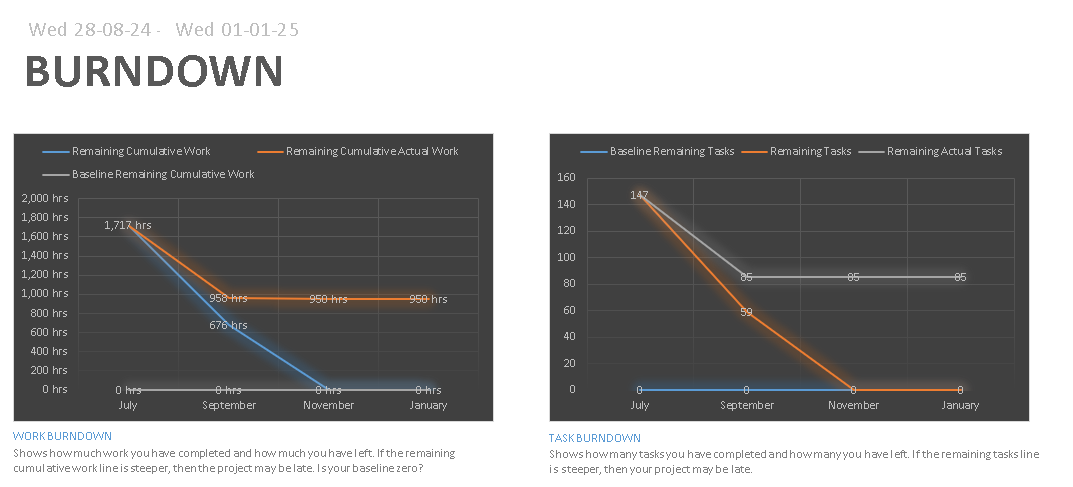 Wed 28-08-24 - Wed 01-01-25
BURNDOWN
Remaining Cumulative Work
Remaining Cumulative Actual Work
Baseline Remaining Cumulative Work
2,000 hrs
1,800 hrs
1,600 hrs
1,400 hrs
1,200 hrs
1,000 hrs
800 hrs
600 hrs
400 hrs
200 hrs
0 hrs
1,717 hrs
958 hrs
950 hrs
950 hrs
676 hrs
0 hrs
0 hrs
0 hrs
0 hrs
July
September
November
January
WORK BURNDOWN
Shows how much work you have completed and how much you have left. If the remaining
cumulative work line is steeper, then the project may be late. Is your baseline zero?
Baseline Remaining Tasks
Remaining Tasks
Remaining Actual Tasks
160
140
120
100
80
60
40
20
0
147
85
85
85
59
0
0
0
0
July
September
November
January
TASK BURNDOWN
Shows how many tasks you have completed and how many you have left. If the remaining tasks line
is steeper, then your project may be late.